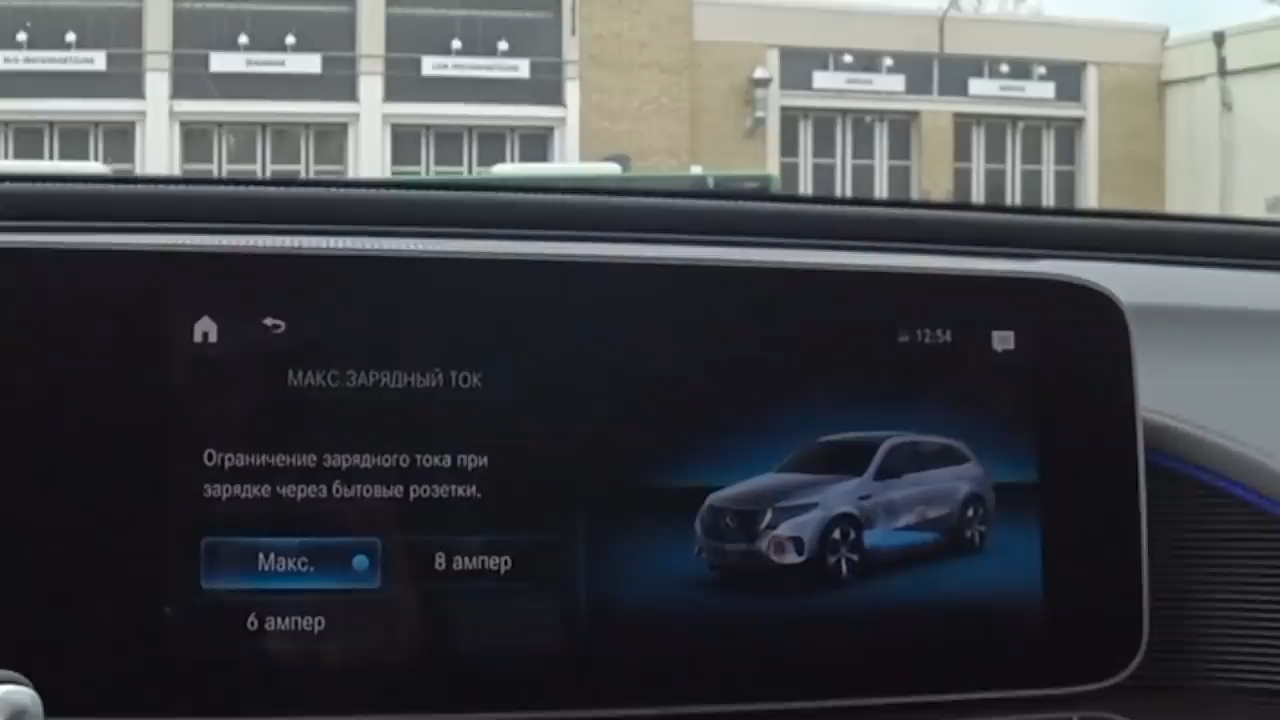 12:54
МАКС.ЗАРЯДНЫЙ ТОК
Ограничение зарядного тока при
зарядке через бытовые розетки.
Макс.
8 ампер
6 ампер